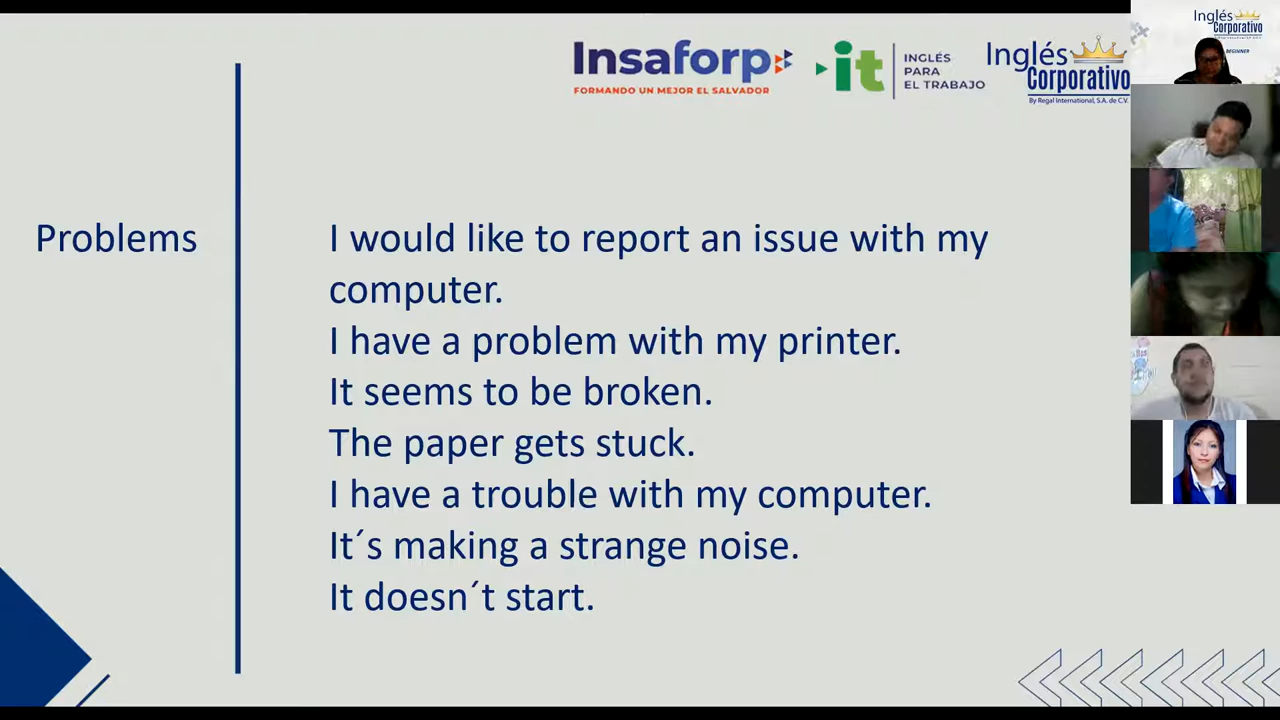 Insaforp
FORMANDO UN MEJOR EL SALVADOR
it
INGLÉS
PARA
EL TRABAJO
Inglés
Corporativo
By Regal International, S.A. de C.V.
Inglés
Corporativo
BEGINNER
Problems
I would like to report an issue with my
computer.
I have a problem with my printer.
It seems to be broken.
The paper gets stuck.
I have a trouble with my computer.
It´s making a strange noise.
It doesn´t start.